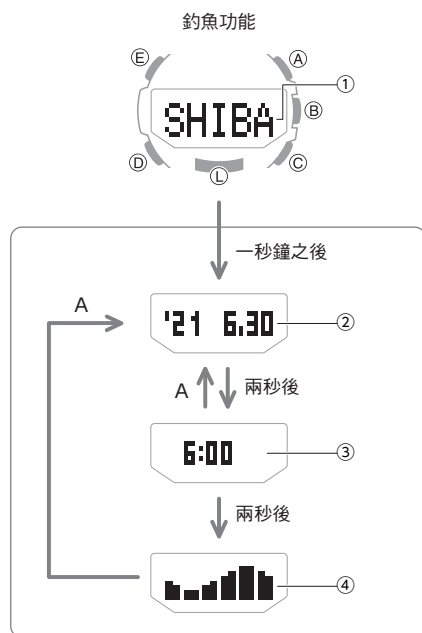 釣魚功能
Ⓔ Ⓐ
①
SHIBA
Ⓑ
Ⓓ Ⓒ
Ⓛ
一秒鐘之後
A
'21 6.30
②
A 兩秒後
6:00
③
兩秒後
④